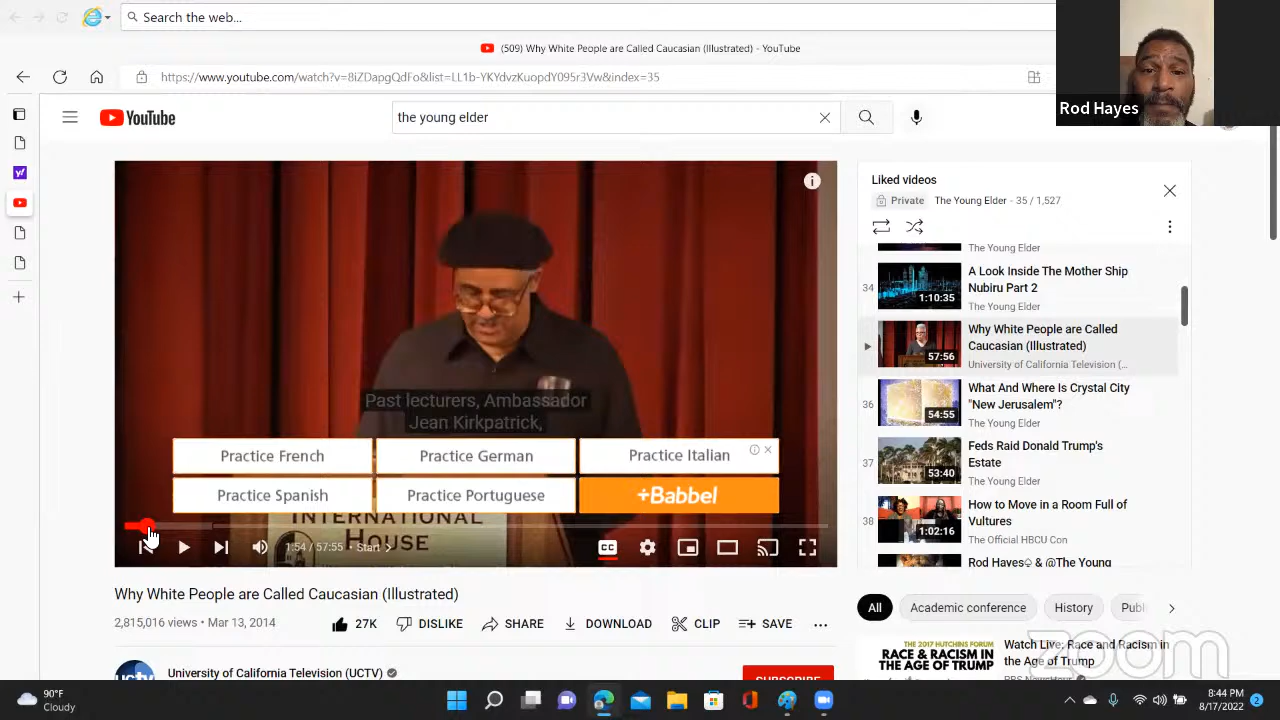 Search the web...
(509) Why White People are Called Caucasian (Illustrated) - YouTube
https://www.youtube.com/watch?v=8iZDapgQdFo&list=LL1b-YKYdvzKuopdY095r3Vw&index=35
Rod Hayes
YouTube
the young elder
Past lecturers, Ambassador
Jean Kirkpatrick,
Practice French
Practice German
Practice Italian
Practice Spanish
Practice Portuguese
+Babbel
INTERNATIONAL
HOUSE
1:54 / 57:55 • Start
CC
Why White People are Called Caucasian (Illustrated)
2,815,016 views • Mar 13, 2014
27K
DISLIKE
SHARE
DOWNLOAD
CLIP
SAVE
uctv
University of California Television (UCTV)
SUBSCRIBE
Liked videos
Private
The Young Elder - 35 / 1,527
The Young Elder
34
1:10:35
A Look Inside The Mother Ship
Nubiru Part 2
The Young Elder
57:56
Why White People are Called
Caucasian (Illustrated)
University of California Television (...
36
54:55
What And Where Is Crystal City
"New Jerusalem"?
The Young Elder
37
53:40
Feds Raid Donald Trump's
Estate
The Young Elder
38
1:02:16
How to Move in a Room Full of
Vultures
The Official HBCU Con
Rod Hayes & @The Young
All
Academic conference
History
Publ
THE 2017 HUTCHINS FORUM
RACE & RACISM IN
THE AGE OF TRUMP
Watch Live: Race and Racism in
the Age of Trump
PBS NewsHour
zoom
90°F
Cloudy
8:44 PM
8/17/2022
2